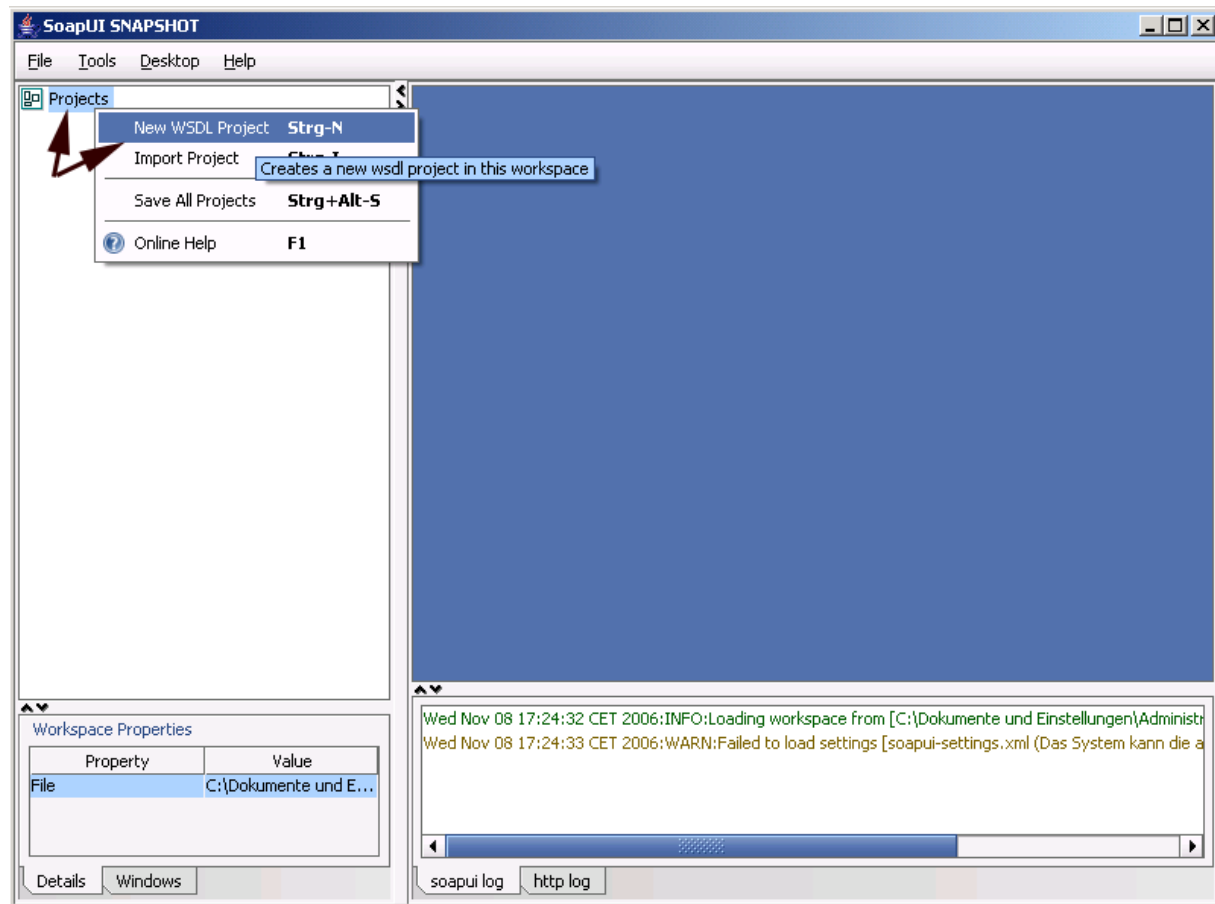 SoapUI SNAPSHOT
File Tools Desktop Help
Projects
New WSDL Project Strg-N
Import Project
Creates a new wsdl project in this workspace
Save All Projects Strg+Alt-S
Online Help F1
Workspace Properties
Property Value
File C:\Dokumente und E...
Details Windows
Wed Nov 08 17:24:32 CET 2006:INFO:Loading workspace from [C:\Dokumente und Einstellungen\Administr
Wed Nov 08 17:24:33 CET 2006:WARN:Failed to load settings [soapui-settings.xml (Das System kann die a
soapui log http log